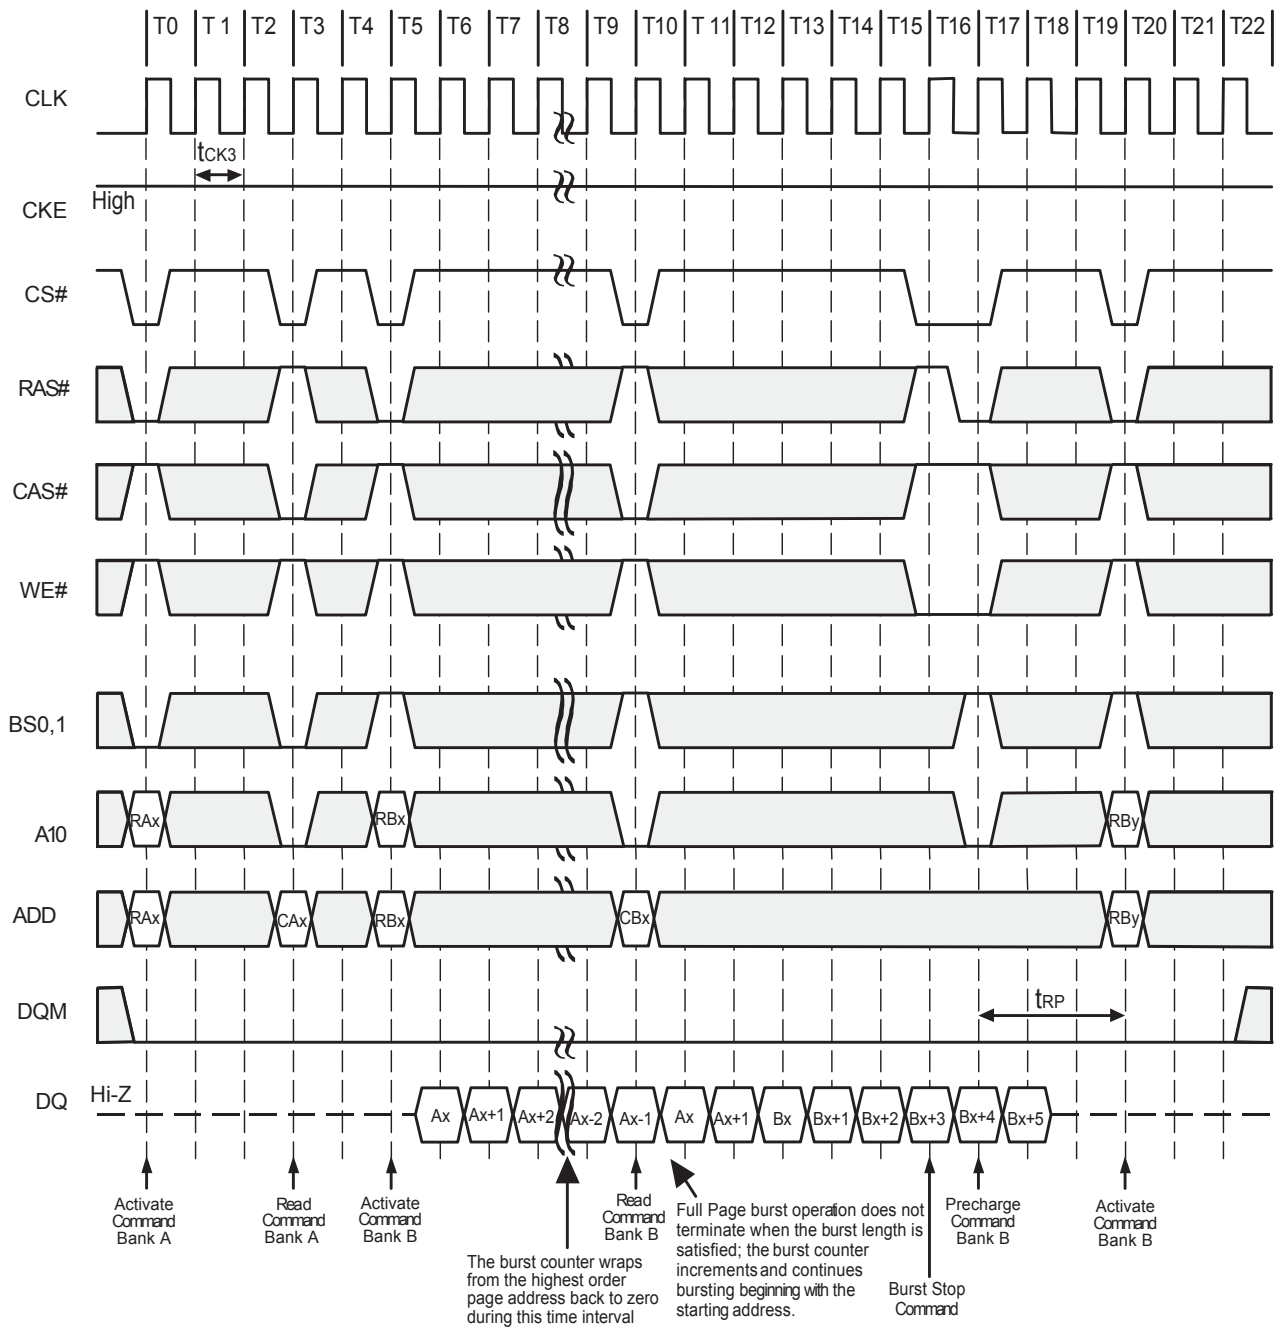 T0 T 1 T2 T3 T4 T5 T6 T7 T8 T9 T10 T 11 T12 T13 T14 T15 T16 T17 T18 T19 T20 T21 T22
CLK
tCK3
High
CKE
CS#
RAS#
CAS#
WE#
BS0,1
A10
RAx RBx RBy
ADD
RAx CAx RBx CBx RBy
DQM
tRP
DQ
Hi-Z
Ax Ax+1 Ax+2 Ax-2 Ax-1 Ax Ax+1 Bx Bx+1 Bx+2 Bx+3 Bx+4 Bx+5
Activate
Command
Bank A
Read
Command
Bank A
Activate
Command
Bank B
The burst counter wraps
from the highest order
page address back to zero
during this time interval
Read
Command
Bank B
Full Page burst operation does not
terminate when the burst length is
satisfied; the burst counter
increments and continues
bursting beginning with the
starting address.
Burst Stop
Command
Precharge
Command
Bank B
Activate
Command
Bank B